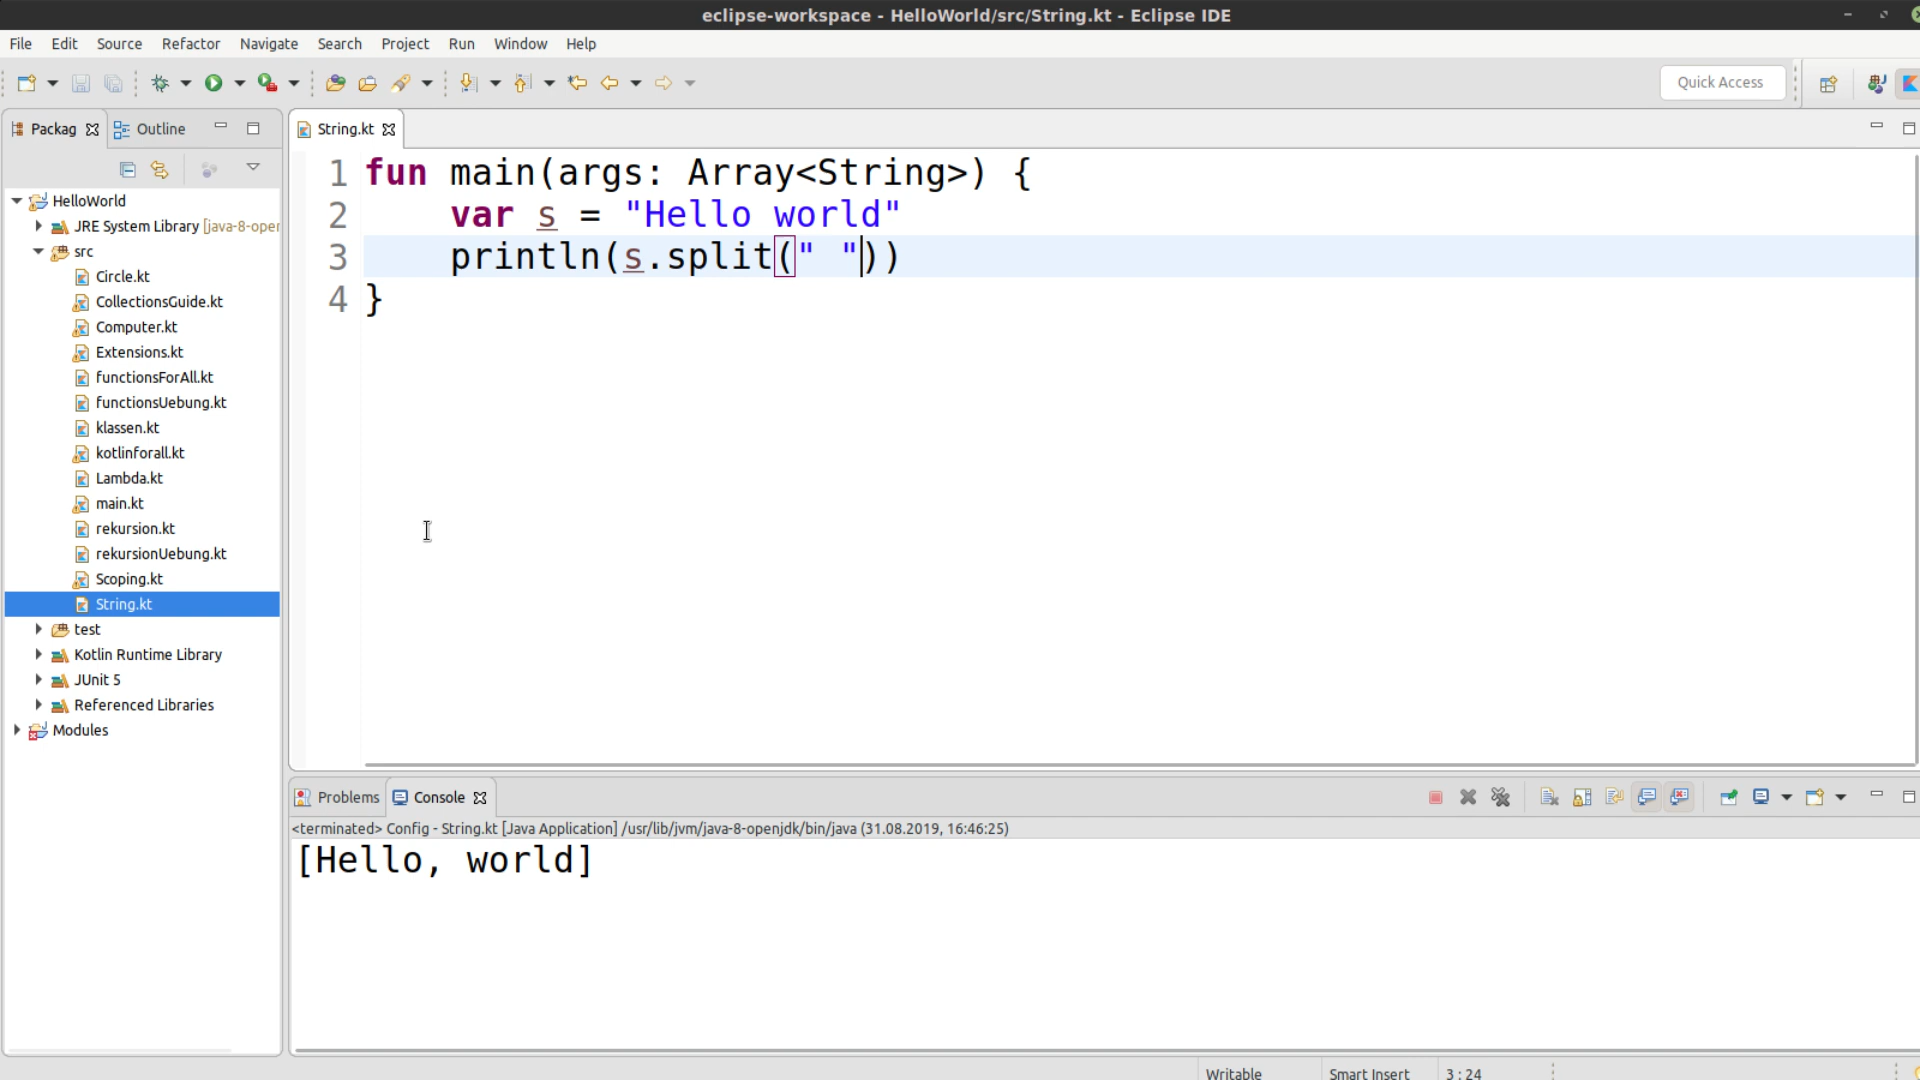 eclipse-workspace - HelloWorld/src/String.kt - Eclipse IDE
File Edit Source Refactor Navigate Search Project Run Window Help
Quick Access
Packag Outline
String.kt
HelloWorld
JRE System Library [java-8-oper
src
Circle.kt
CollectionsGuide.kt
Computer.kt
Extensions.kt
functionsForAll.kt
functionsUebung.kt
klassen.kt
kotlinforall.kt
Lambda.kt
main.kt
rekursion.kt
rekursionUebung.kt
Scoping.kt
String.kt
test
Kotlin Runtime Library
JUnit 5
Referenced Libraries
Modules
1 fun main(args: Array<String>) {
2 var s = "Hello world"
3 println(s.split(" "))
4 }
Problems Console
<terminated> Config - String.kt [Java Application] /usr/lib/jvm/java-8-openjdk/bin/java (31.08.2019, 16:46:25)
[Hello, world]
Writable Smart Insert 3 : 24